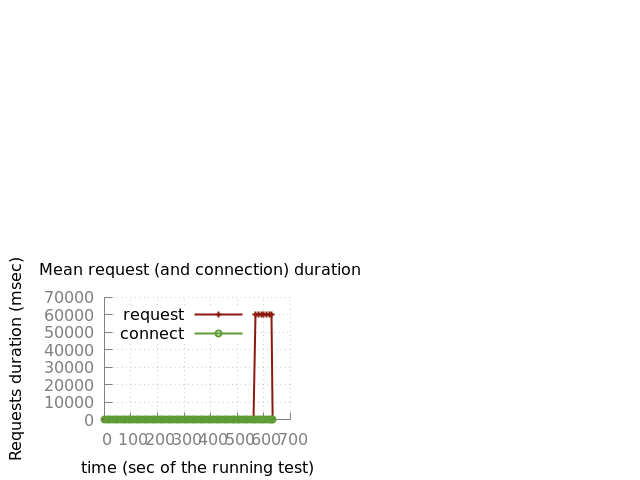 Mean request (and connection) duration
Requests duration (msec)
70000
60000
50000
40000
30000
20000
10000
0
request
connect
0 100 200 300 400 500 600 700
time (sec of the running test)